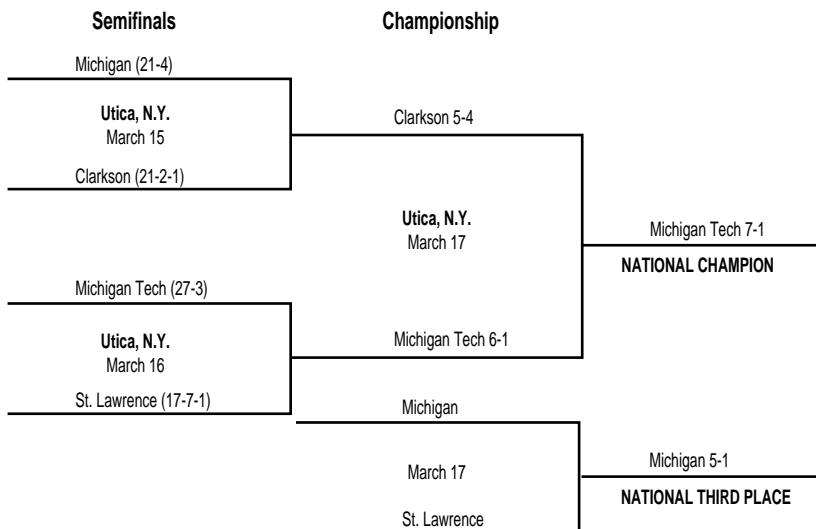 Semifinals
Championship
Michigan (21-4)
Utica, N.Y.
March 15
Clarkson (21-2-1)
Clarkson 5-4
Utica, N.Y.
March 17
Michigan Tech 7-1
NATIONAL CHAMPION
Michigan Tech (27-3)
Utica, N.Y.
March 16
St. Lawrence (17-7-1)
Michigan Tech 6-1
Michigan
March 17
St. Lawrence
Michigan 5-1
NATIONAL THIRD PLACE